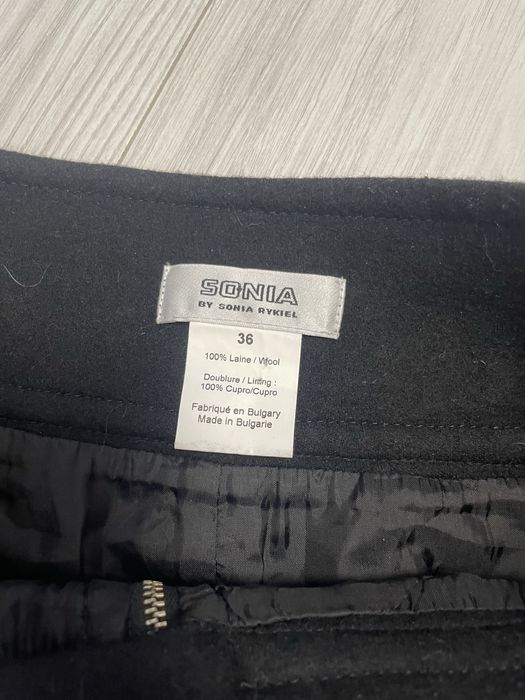 SONIA
BY SONIA RYKIEL
36
100% Laine / Wool
Doublure / Lining :
100% Cupro/Cupro
Fabriqué en Bulgary
Made in Bulgarie